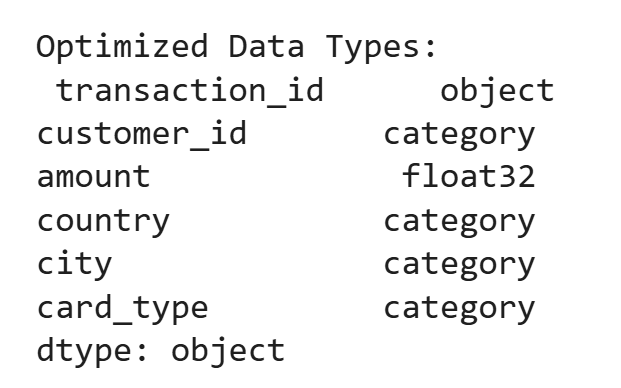 Optimized Data Types:
 transaction_id      object
customer_id       category
amount             float32
country           category
city              category
card_type         category
dtype: object